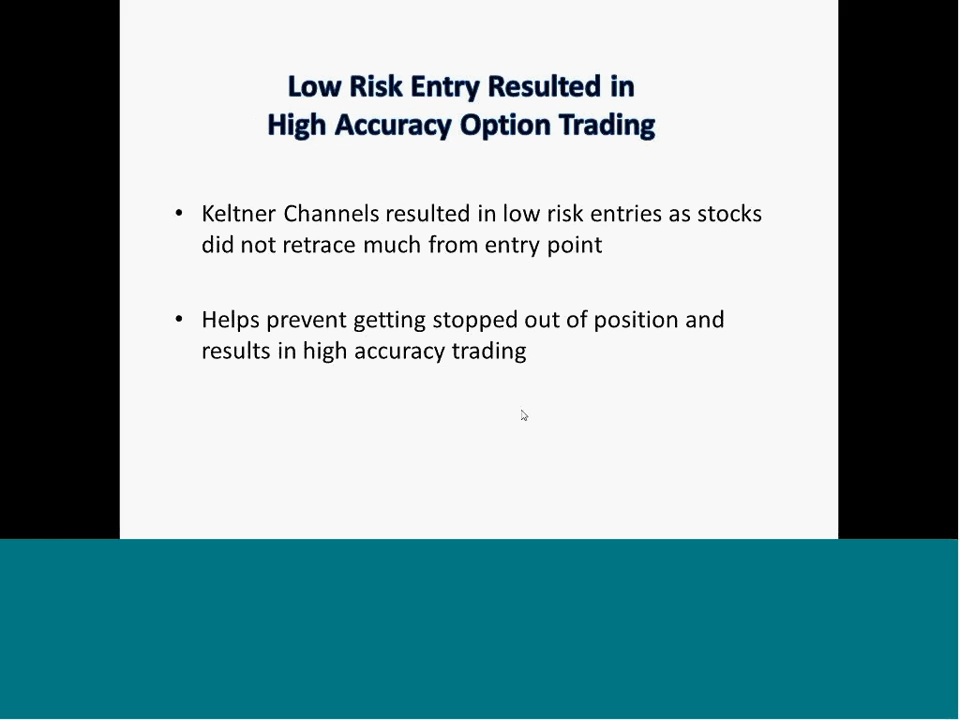 Low Risk Entry Resulted in
High Accuracy Option Trading
• Keltner Channels resulted in low risk entries as stocks
did not retrace much from entry point
• Helps prevent getting stopped out of position and
results in high accuracy trading